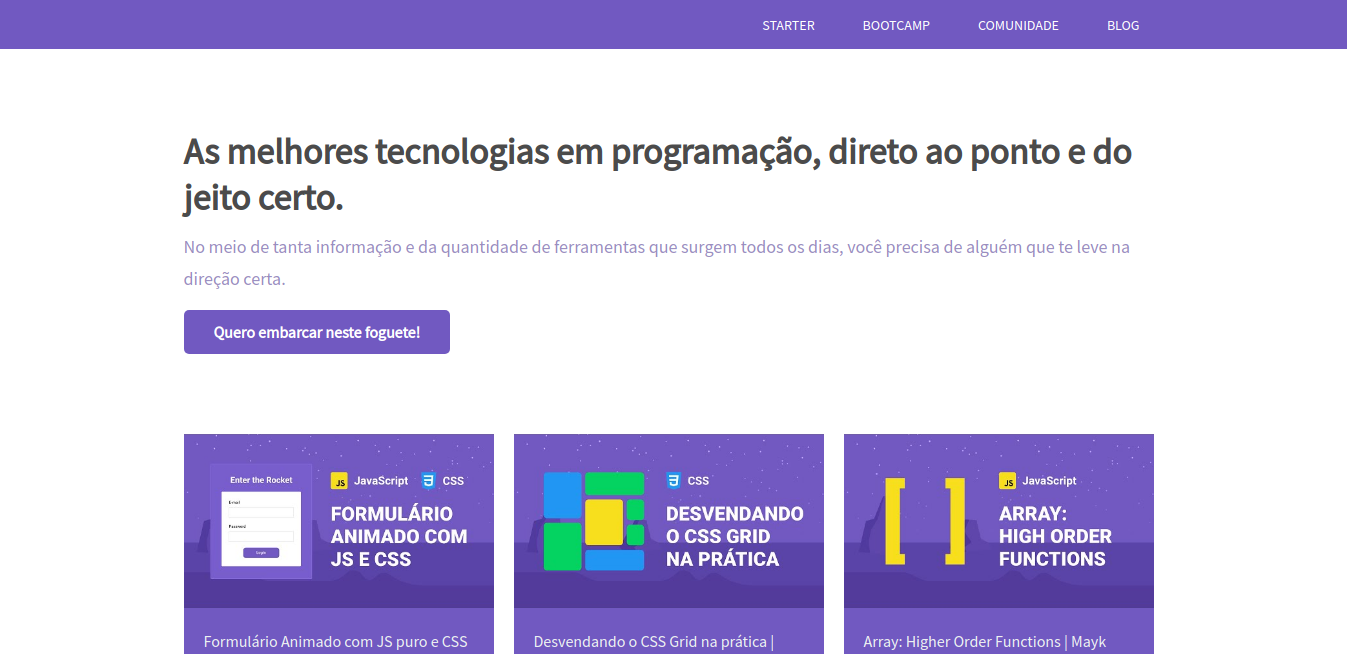 STARTER BOOTCAMP COMUNIDADE BLOG
As melhores tecnologias em programação, direto ao ponto e do
jeito certo.
No meio de tanta informação e da quantidade de ferramentas que surgem todos os dias, você precisa de alguém que te leve na
direção certa.
Quero embarcar neste foguete!
Enter the Rocket
E-mail
Password
Login
JS JavaScript CSS
FORMULÁRIO
ANIMADO COM
JS E CSS
Formulário Animado com JS puro e CSS
CSS
DESVENDANDO
O CSS GRID
NA PRÁTICA
Desvendando o CSS Grid na prática |
[ ]
JS JavaScript
ARRAY:
HIGH ORDER
FUNCTIONS
Array: Higher Order Functions | Mayk